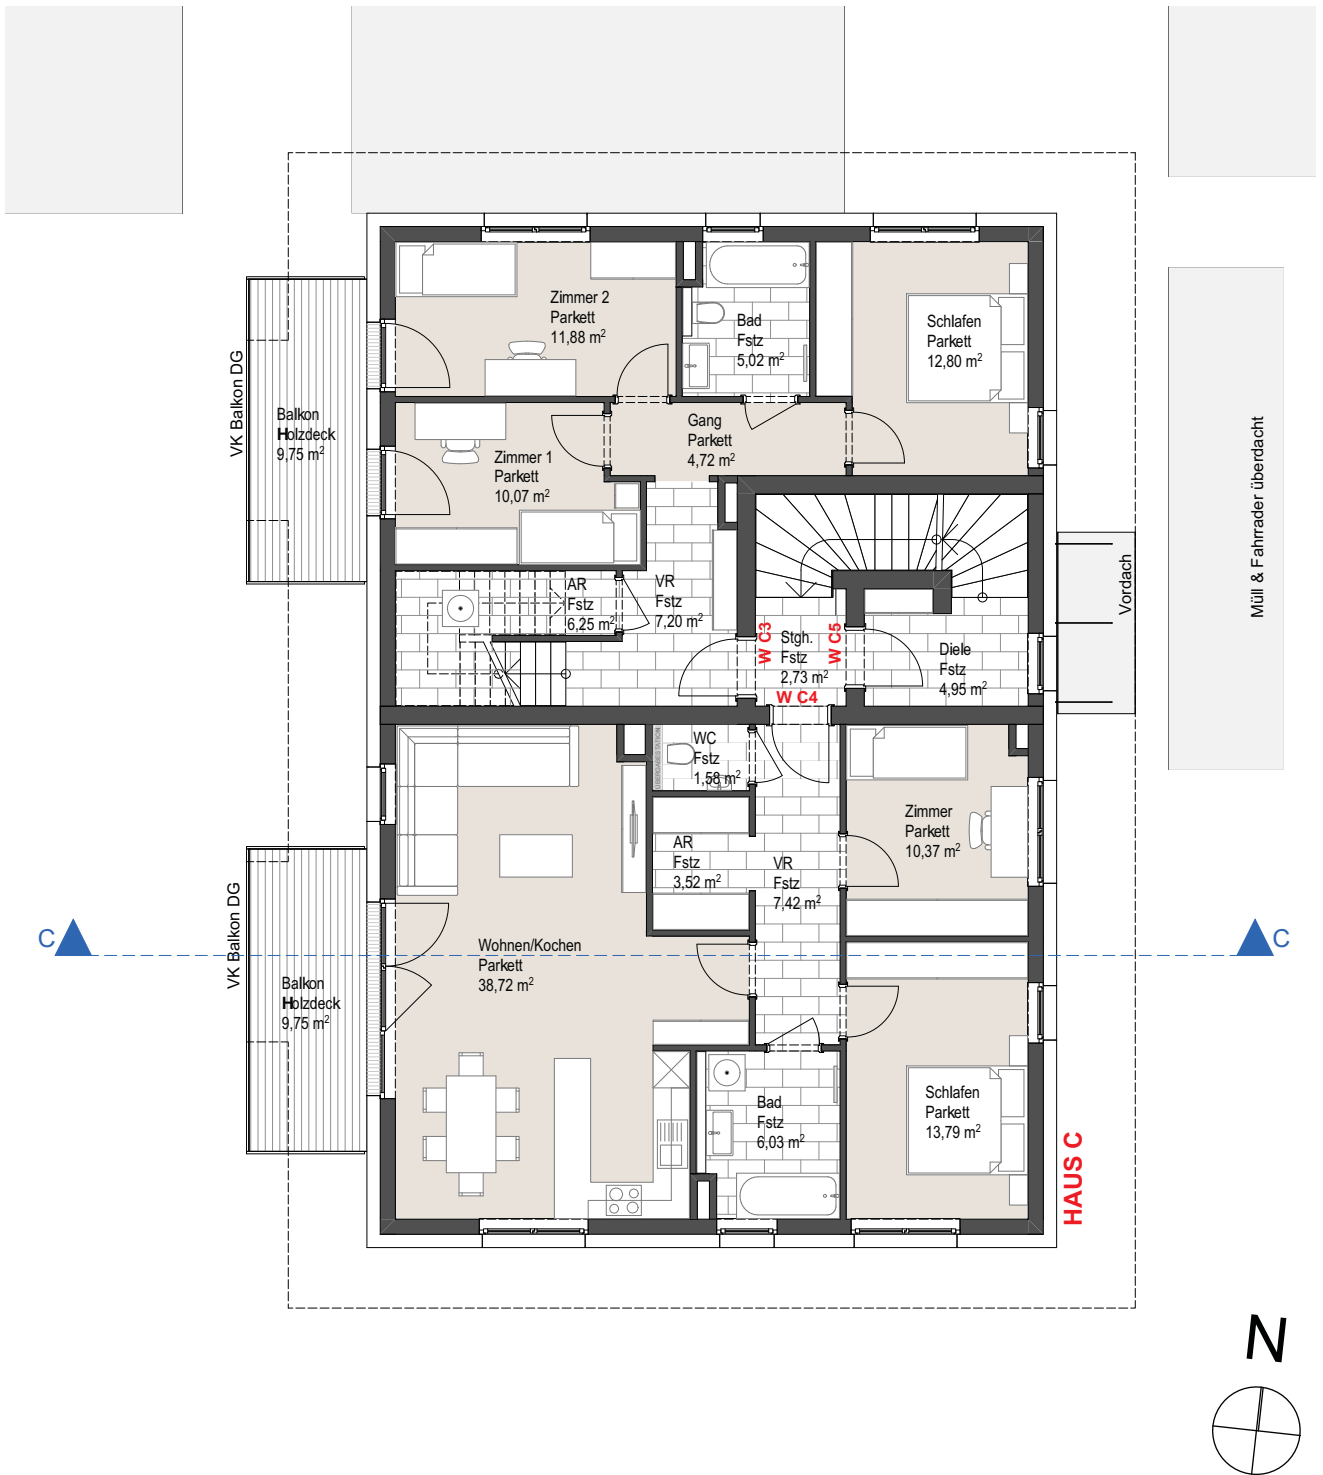 Zimmer 2
Parkett
11,88 m²
Bad
Fstz
5,02 m²
Schlafen
Parkett
12,80 m²
VK Balkon DG
Balkon
Holzdeck
9,75 m²
Gang
Parkett
4,72 m²
Zimmer 1
Parkett
10,07 m²
Müll & Fahrräder überdacht
Vordach
AR
Fstz
6,25 m²
VR
Fstz
7,20 m²
W C3
Stgh.
Fstz
2,73 m²
W C5
W C4
Diele
Fstz
4,95 m²
WC
Fstz
1,58 m²
ÜBERGABESTATION
Zimmer
Parkett
10,37 m²
AR
Fstz
3,52 m²
VR
Fstz
7,42 m²
C
C
VK Balkon DG
Balkon
Holzdeck
9,75 m²
Wohnen/Kochen
Parkett
38,72 m²
Bad
Fstz
6,03 m²
Schlafen
Parkett
13,79 m²
HAUS C
N